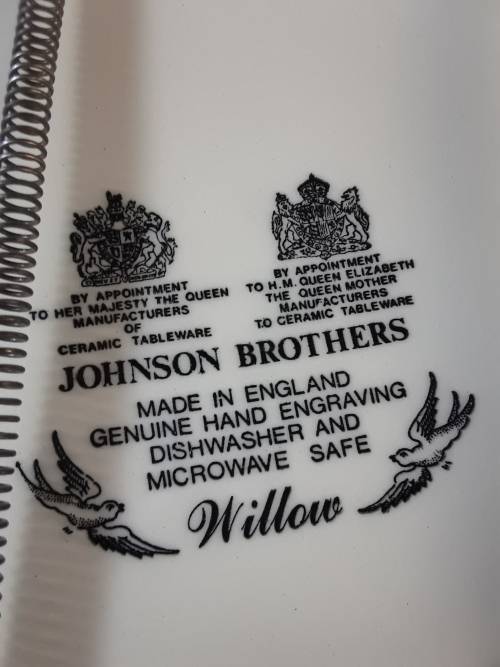 BY APPOINTMENT
TO HER MAJESTY THE QUEEN
MANUFACTURERS
OF
CERAMIC TABLEWARE
BY APPOINTMENT
TO H.M. QUEEN ELIZABETH
THE QUEEN MOTHER
MANUFACTURERS
TO CERAMIC TABLEWARE
JOHNSON BROTHERS
MADE IN ENGLAND
GENUINE HAND ENGRAVING
DISHWASHER AND
MICROWAVE SAFE
Willow